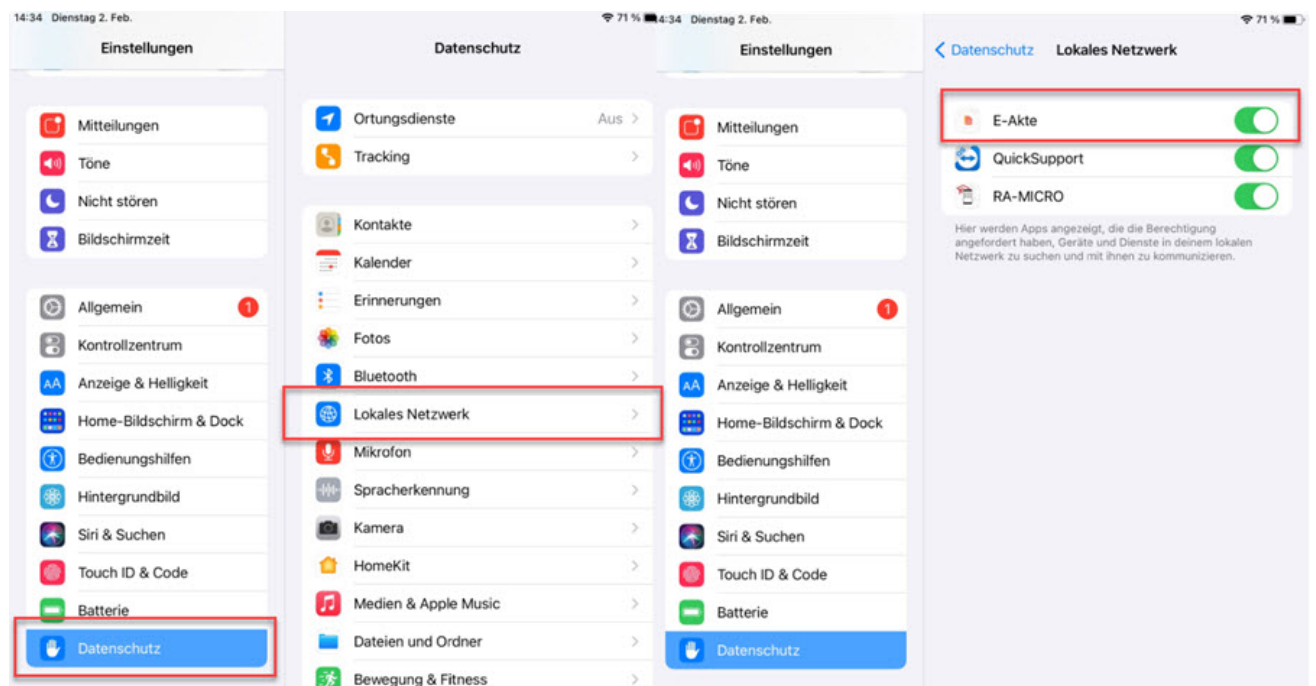 14:34 Dienstag 2. Feb.
71 %
Einstellungen
Mitteilungen
Töne
Nicht stören
Bildschirmzeit
Allgemein
1
Kontrollzentrum
AA
Anzeige & Helligkeit
Home-Bildschirm & Dock
Bedienungshilfen
Hintergrundbild
Siri & Suchen
Touch ID & Code
Batterie
Datenschutz
Datenschutz
Ortungsdienste
Aus
Tracking
Kontakte
Kalender
Erinnerungen
Fotos
Bluetooth
Lokales Netzwerk
Mikrofon
Spracherkennung
Kamera
HomeKit
Medien & Apple Music
Dateien und Ordner
Bewegung & Fitness
4:34 Dienstag 2. Feb.
71 %
Einstellungen
Mitteilungen
Töne
Nicht stören
Bildschirmzeit
Allgemein
1
Kontrollzentrum
AA
Anzeige & Helligkeit
Home-Bildschirm & Dock
Bedienungshilfen
Hintergrundbild
Siri & Suchen
Touch ID & Code
Batterie
Datenschutz
Datenschutz
Lokales Netzwerk
E-Akte
QuickSupport
RA-MICRO
Hier werden Apps angezeigt, die die Berechtigung
angefordert haben, Geräte und Dienste in deinem lokalen
Netzwerk zu suchen und mit ihnen zu kommunizieren.